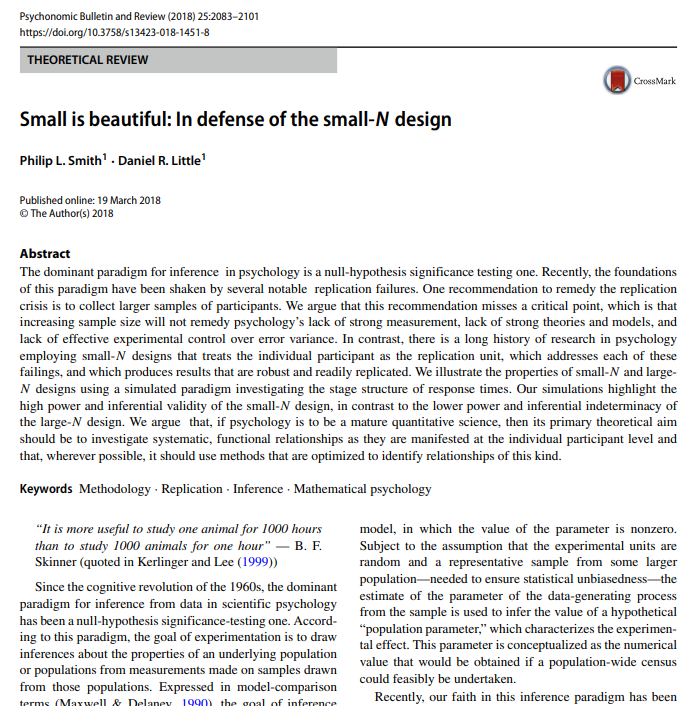 Psychonomic Bulletin and Review (2018) 25:2083–2101
https://doi.org/10.3758/s13423-018-1451-8
THEORETICAL REVIEW
CrossMark
Small is beautiful: In defense of the small-N design
Philip L. Smith1 · Daniel R. Little1
Published online: 19 March 2018
© The Author(s) 2018
Abstract
The dominant paradigm for inference in psychology is a null-hypothesis significance testing one. Recently, the foundations
of this paradigm have been shaken by several notable replication failures. One recommendation to remedy the replication
crisis is to collect larger samples of participants. We argue that this recommendation misses a critical point, which is that
increasing sample size will not remedy psychology's lack of strong measurement, lack of strong theories and models, and
lack of effective experimental control over error variance. In contrast, there is a long history of research in psychology
employing small-N designs that treats the individual participant as the replication unit, which addresses each of these
failings, and which produces results that are robust and readily replicated. We illustrate the properties of small-N and large-
N designs using a simulated paradigm investigating the stage structure of response times. Our simulations highlight the
high power and inferential validity of the small-N design, in contrast to the lower power and inferential indeterminacy of
the large-N design. We argue that, if psychology is to be a mature quantitative science, then its primary theoretical aim
should be to investigate systematic, functional relationships as they are manifested at the individual participant level and
that, wherever possible, it should use methods that are optimized to identify relationships of this kind.
Keywords Methodology · Replication · Inference · Mathematical psychology
"It is more useful to study one animal for 1000 hours
than to study 1000 animals for one hour" — B. F.
Skinner (quoted in Kerlinger and Lee (1999))
Since the cognitive revolution of the 1960s, the dominant
paradigm for inference from data in scientific psychology
has been a null-hypothesis significance-testing one. Accord-
ing to this paradigm, the goal of experimentation is to draw
inferences about the properties of an underlying population
or populations from measurements made on samples drawn
from those populations. Expressed in model-comparison
terms (Maxwell & Delaney, 1990), the goal of inference
model, in which the value of the parameter is nonzero.
Subject to the assumption that the experimental units are
random and a representative sample from some larger
population—needed to ensure statistical unbiasedness—the
estimate of the parameter of the data-generating process
from the sample is used to infer the value of a hypothetical
"population parameter," which characterizes the experimen-
tal effect. This parameter is conceptualized as the numerical
value that would be obtained if a population-wide census
could feasibly be undertaken.
Recently, our faith in this inference paradigm has been